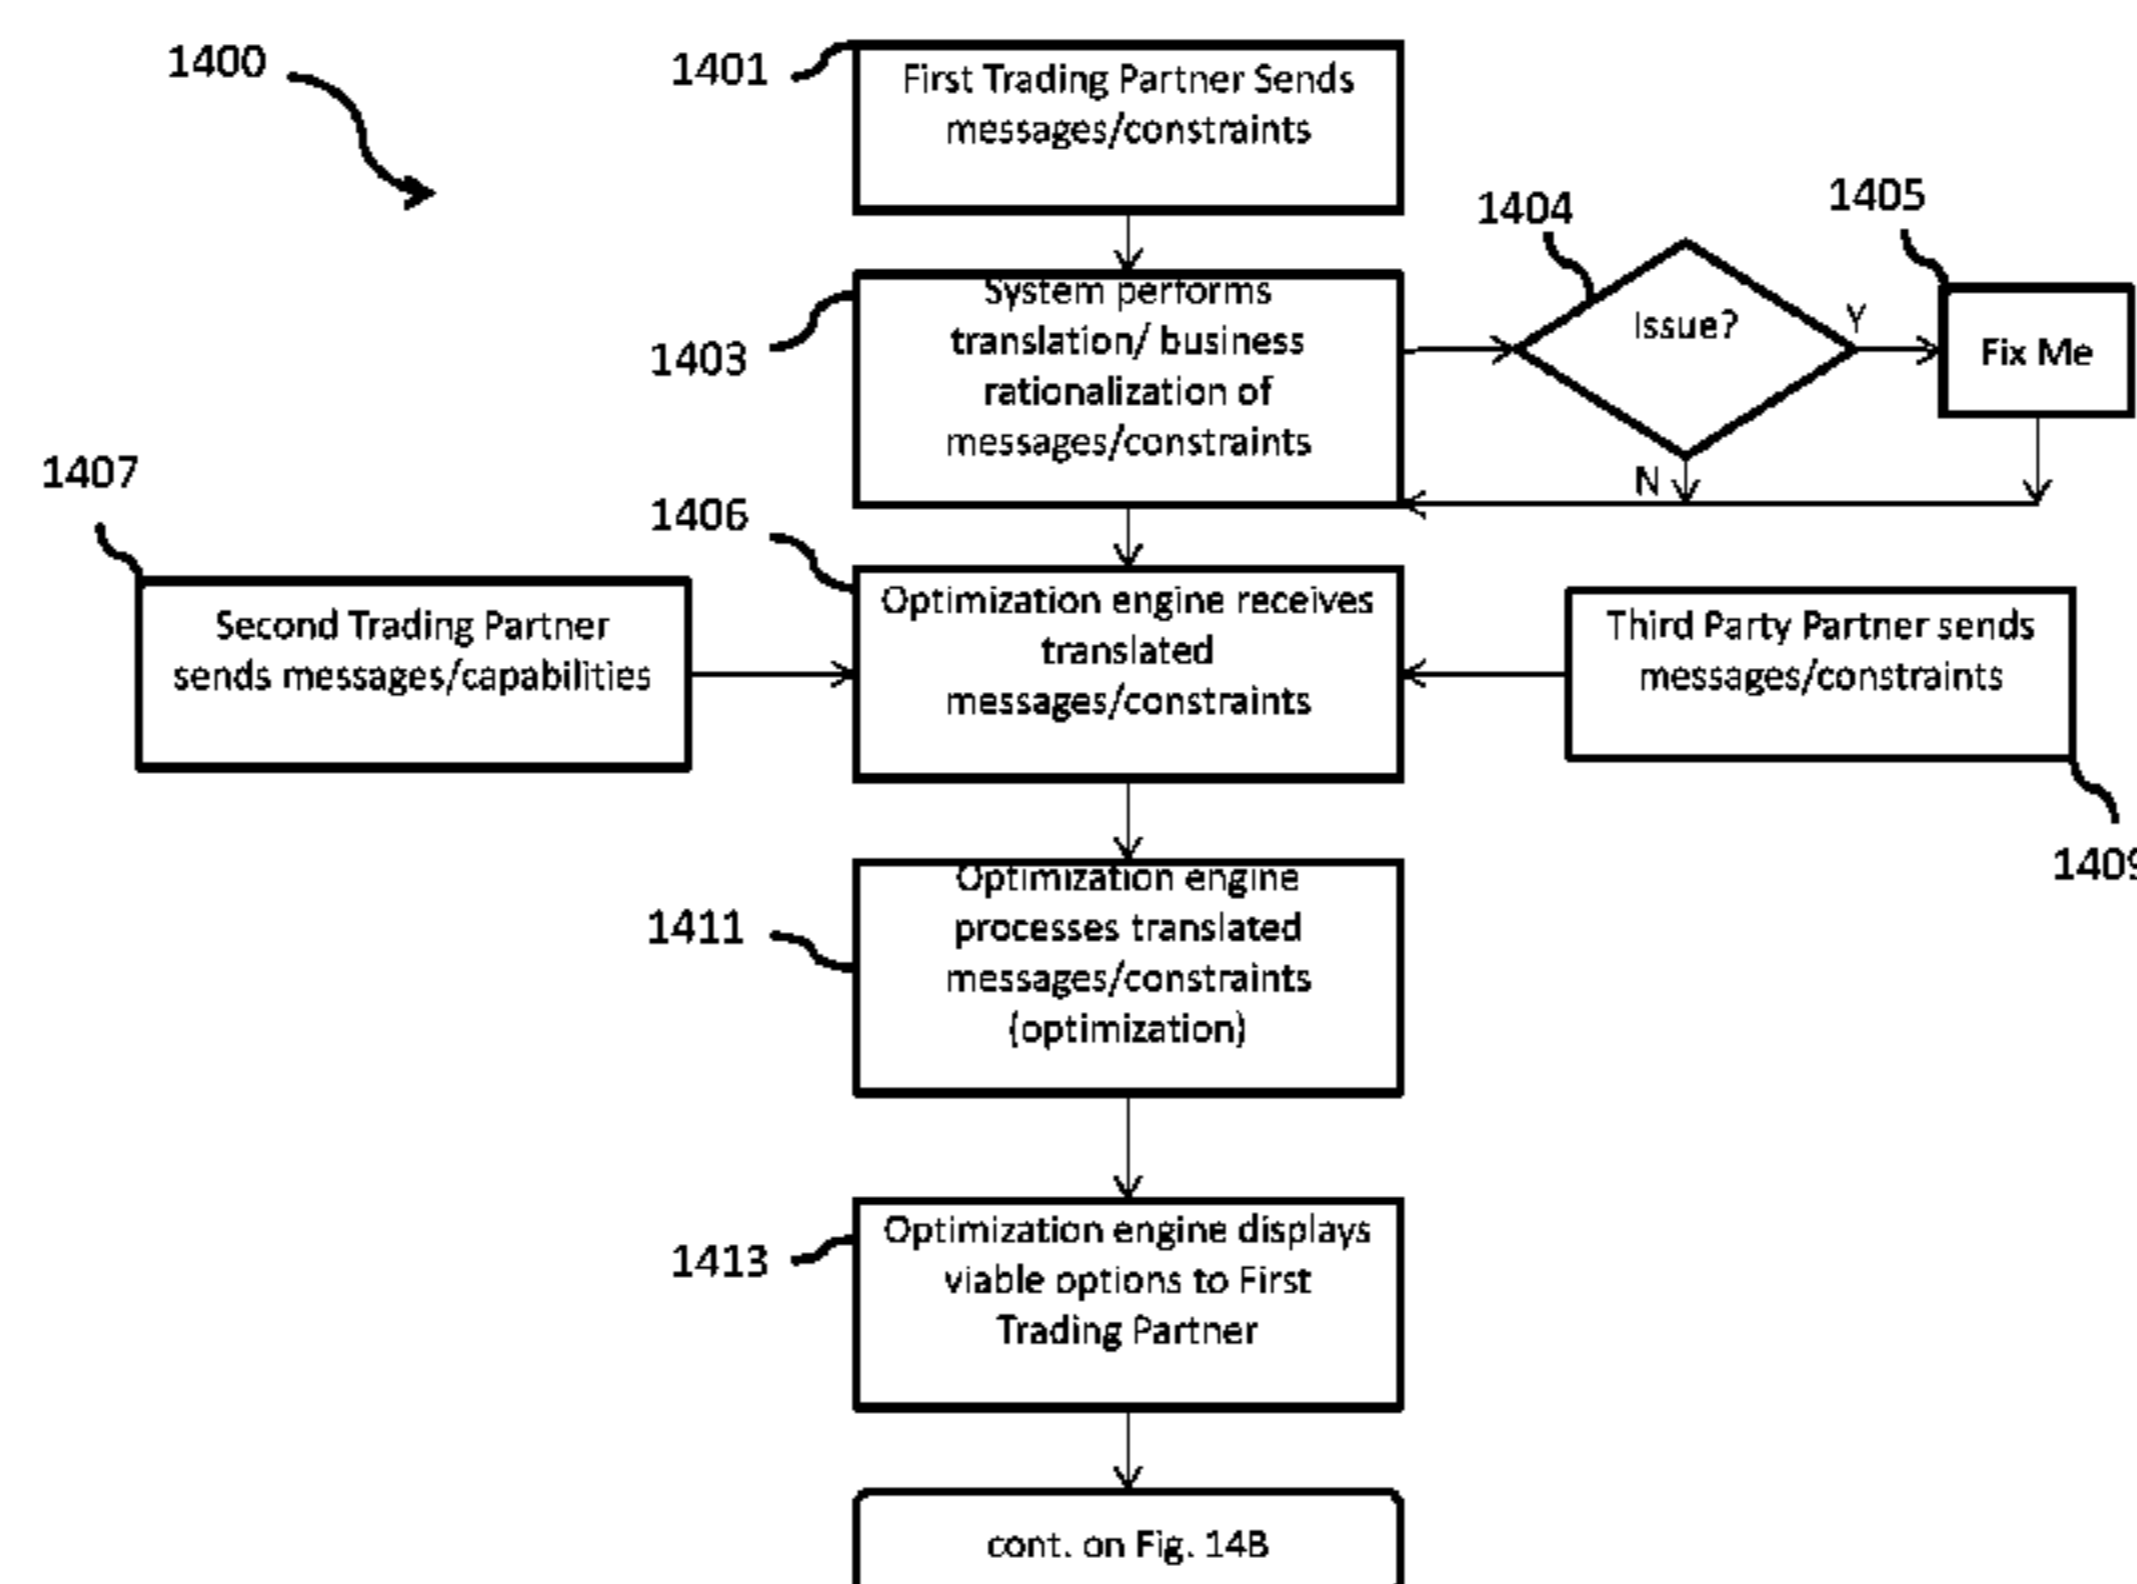 1400
1401
First Trading Partner Sends
messages/constraints
1404
1405
1403
System performs
translation/ business
rationalization of
messages/constraints
Issue?
Y
Fix Me
N
1407
1406
Second Trading Partner
sends messages/capabilities
Optimization engine receives
translated
messages/constraints
Third Party Partner sends
messages/constraints
1409
1411
Optimization engine
processes translated
messages/constraints
(optimization)
1413
Optimization engine displays
viable options to First
Trading Partner
cont. on Fig. 14B